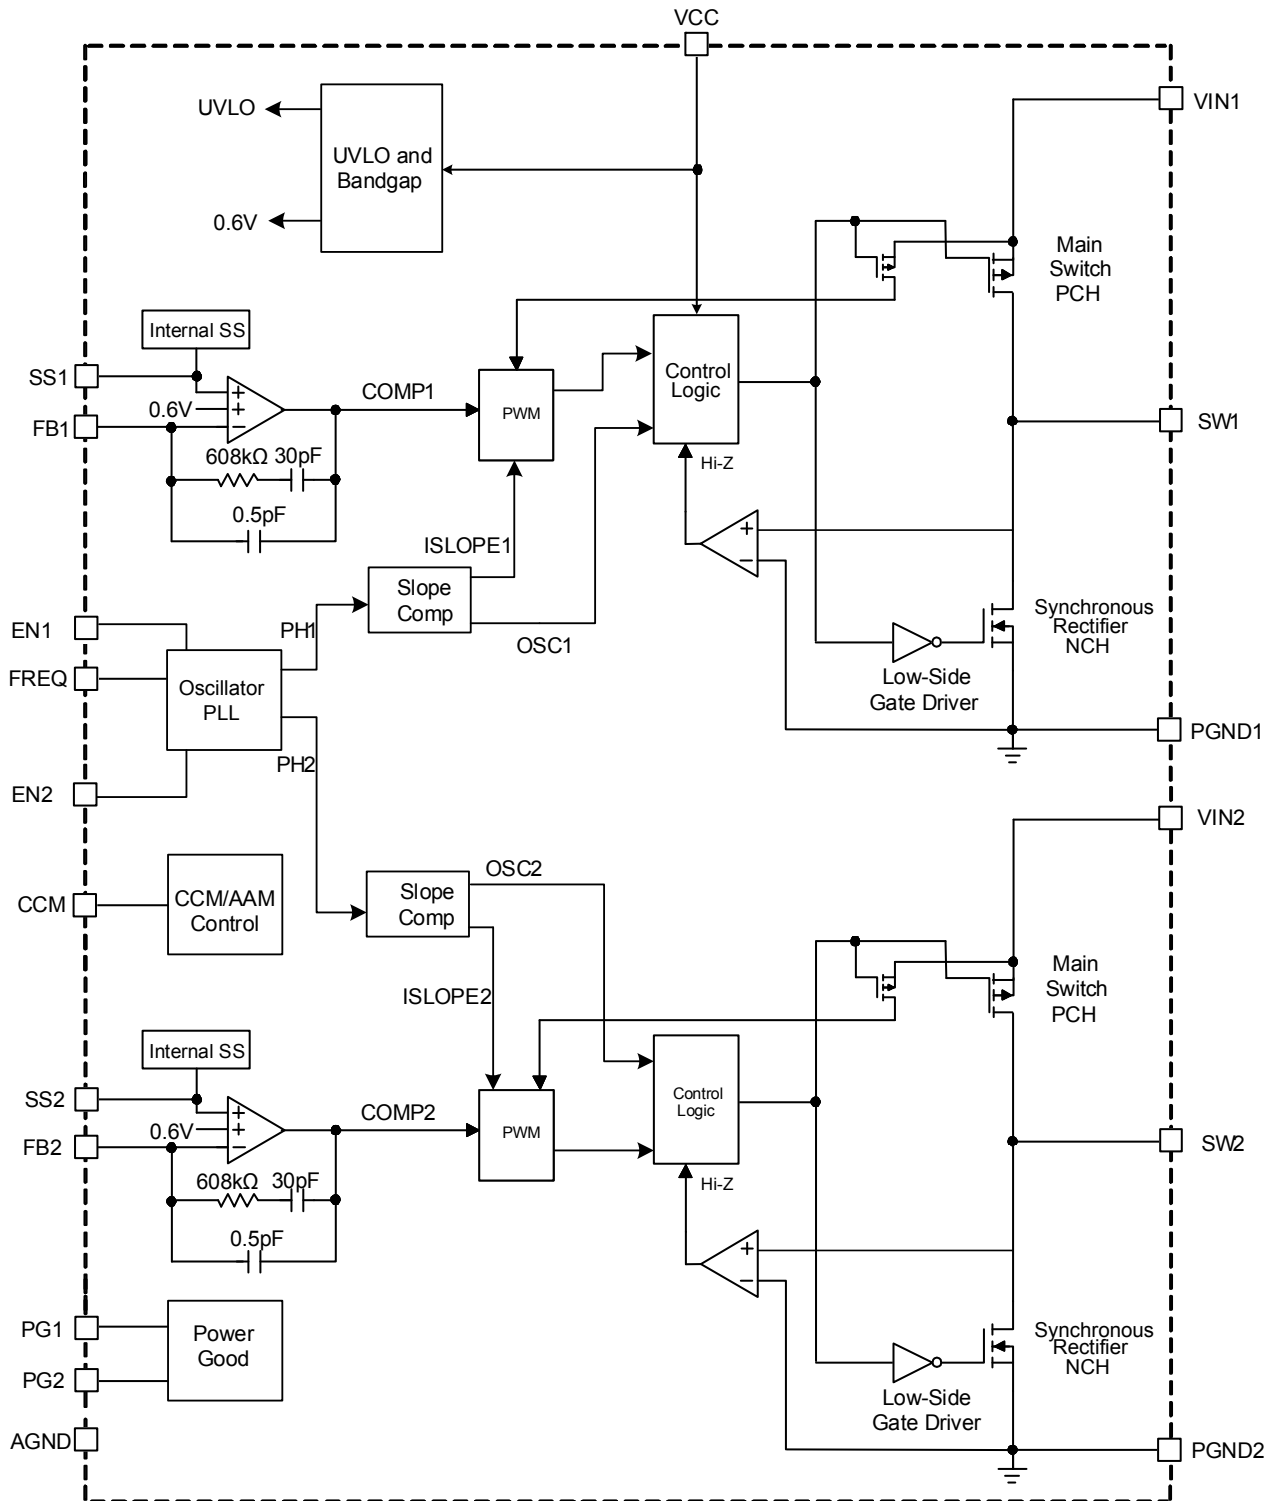 VCC
UVLO
UVLO and
Bandgap
0.6V
VIN1
Main
Switch
PCH
Internal SS
SS1
+
0.6V
+
FB1
−
COMP1
PWM
Control
Logic
SW1
608kΩ
30pF
0.5pF
Hi-Z
+
−
ISLOPE1
Slope
Comp
OSC1
EN1
PH1
FREQ
Oscillator
PLL
PH2
EN2
Synchronous
Rectifier
NCH
Low-Side
Gate Driver
PGND1
VIN2
CCM
CCM/AAM
Control
Slope
Comp
OSC2
ISLOPE2
Main
Switch
PCH
Internal SS
SS2
+
0.6V
+
FB2
−
COMP2
PWM
Control
Logic
SW2
608kΩ
30pF
0.5pF
Hi-Z
+
−
PG1
Power
Good
PG2
Synchronous
Rectifier
NCH
Low-Side
Gate Driver
AGND
PGND2